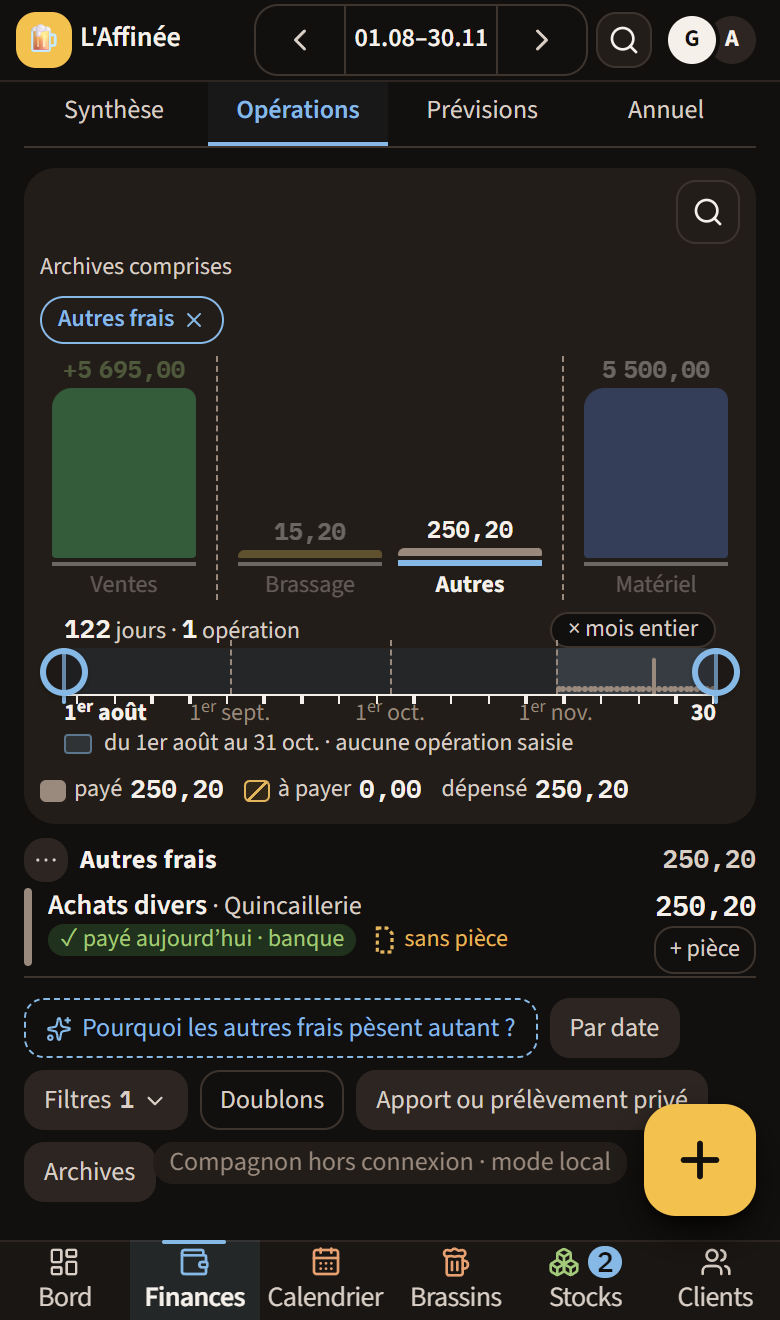 L'Affinée
01.08–30.11
G
A
Synthèse
Opérations
Prévisions
Annuel
Archives comprises
Autres frais ×
+5 695,00
5 500,00
15,20
250,20
Ventes
Brassage
Autres
Matériel
122 jours · 1 opération
× mois entier
1er août
1er sept.
1er oct.
1er nov.
30
du 1er août au 31 oct. · aucune opération saisie
payé 250,20
à payer 0,00
dépensé 250,20
··· Autres frais
250,20
Achats divers · Quincaillerie
250,20
✓ payé aujourd’hui · banque
sans pièce
+ pièce
Pourquoi les autres frais pèsent autant ?
Par date
Filtres 1
Doublons
Apport ou prélèvement privé
Archives
Compagnon hors connexion · mode local
+
Bord
Finances
Calendrier
Brassins
2
Stocks
Clients